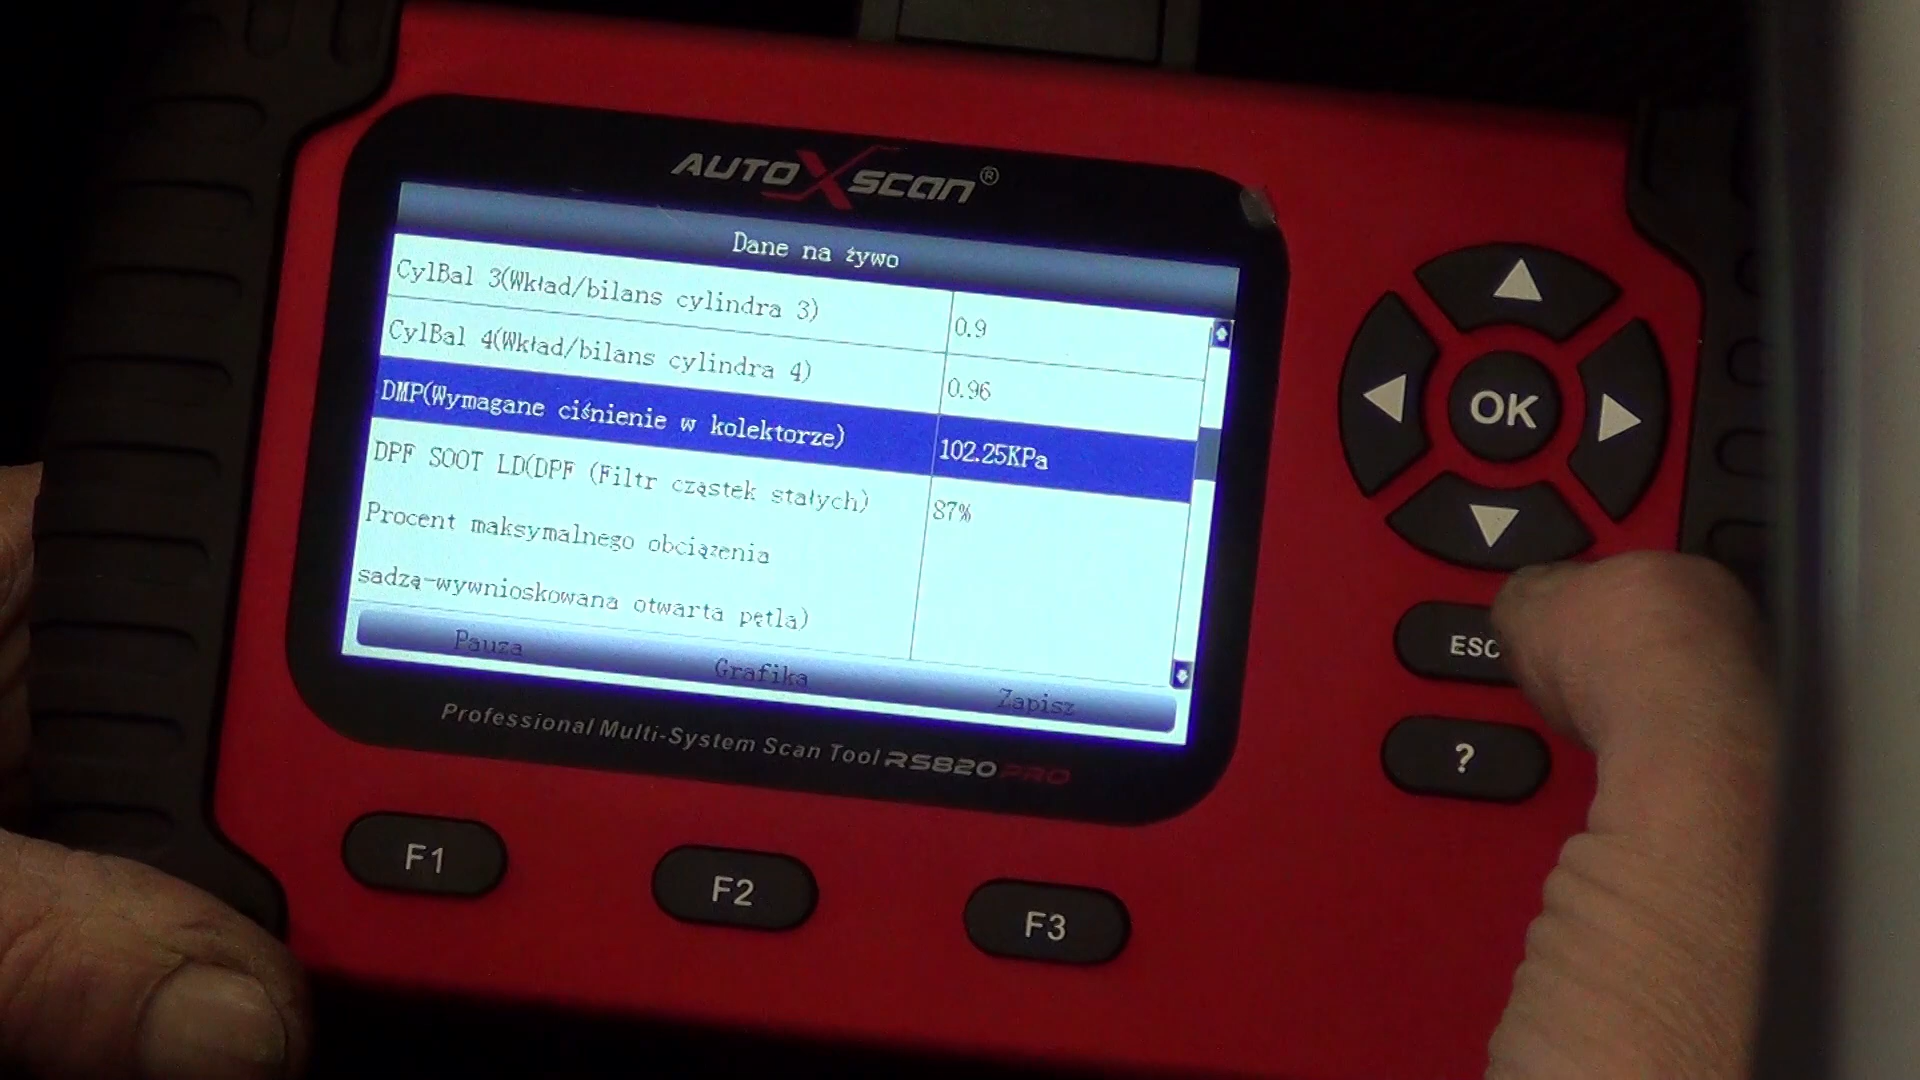 AUTOXSCAN®
Dane na żywo
CylBal 3(Wkład/bilans cylindra 3) 0.9
CylBal 4(Wkład/bilans cylindra 4) 0.96
DMP(Wymagane ciśnienie w kolektorze) 102.25KPa
DPF SOOT LD(DPF (Filtr cząstek stałych) 87%
Procent maksymalnego obciązenia
sadzą-wywnioskowana otwarta pętla)
Pauza Grafika Zapisz
Professional Multi-System Scan Tool RS820 PRO
OK
ESC
?
F1 F2 F3